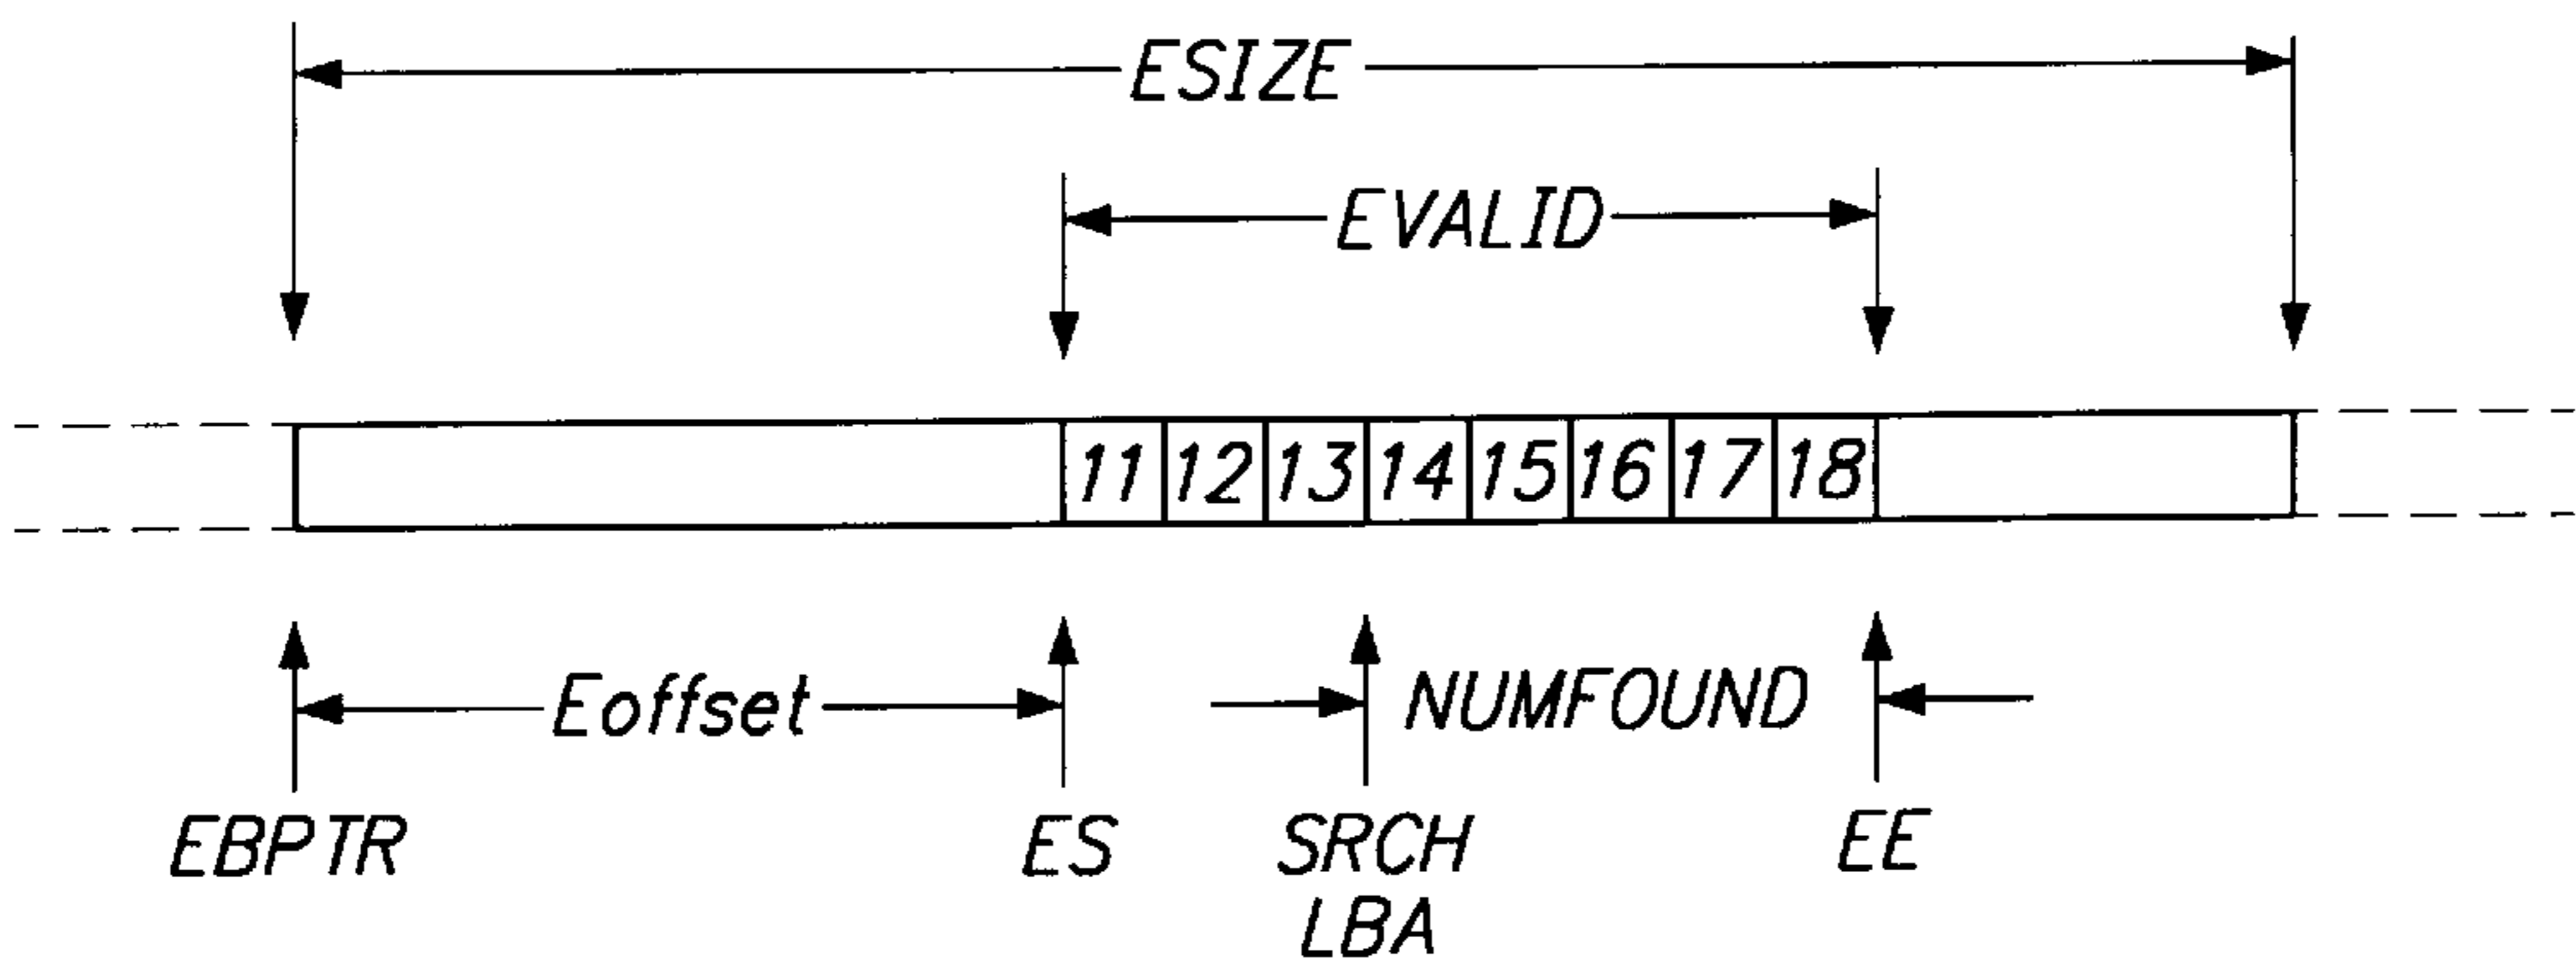 ESIZE
EVALID
11 12 13 14 15 16 17 18
Eoffset NUMFOUND
EBPTR ES SRCH EE
LBA